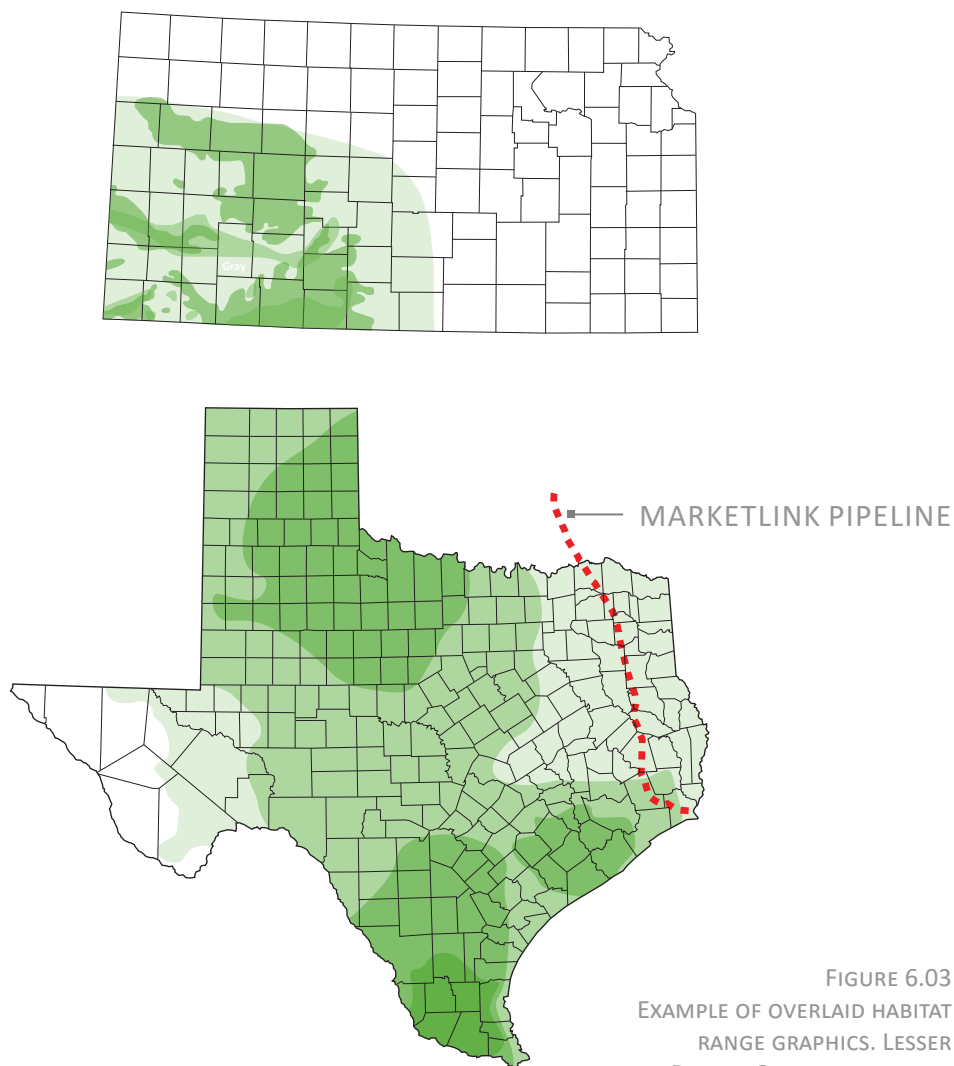 Gray
MARKETLINK PIPELINE
FIGURE 6.03
EXAMPLE OF OVERLAID HABITAT
RANGE GRAPHICS. LESSER